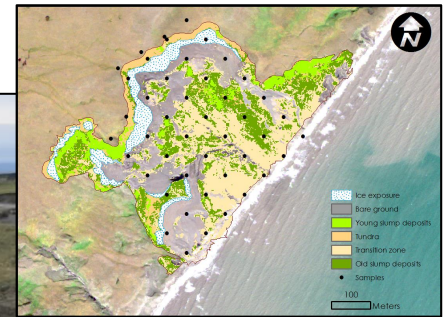 N
Ice exposure
Bare ground
Young slump deposits
Tundra
Transition zone
Old slump deposits
Samples
100
Meters